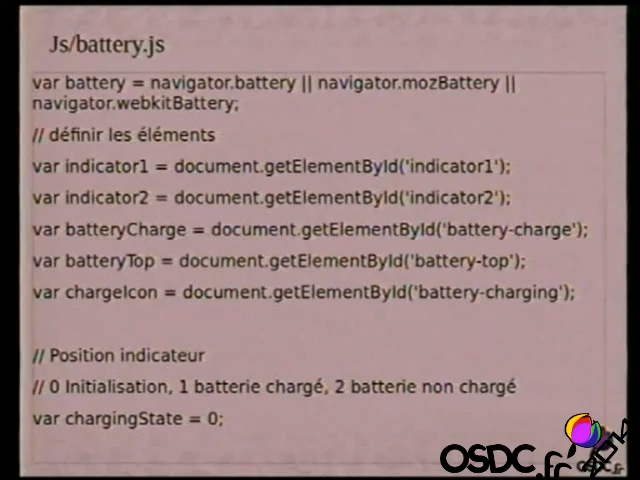 Js/battery.js
var battery = navigator.battery || navigator.mozBattery ||
navigator.webkitBattery;
// définir les éléments
var indicator1 = document.getElementById('indicator1');
var indicator2 = document.getElementById('indicator2');
var batteryCharge = document.getElementById('battery-charge');
var batteryTop = document.getElementById('battery-top');
var chargeIcon = document.getElementById('battery-charging');
// Position indicateur
// 0 Initialisation, 1 batterie chargé, 2 batterie non chargé
var chargingState = 0;
OSDC.fr
OSDC.fr